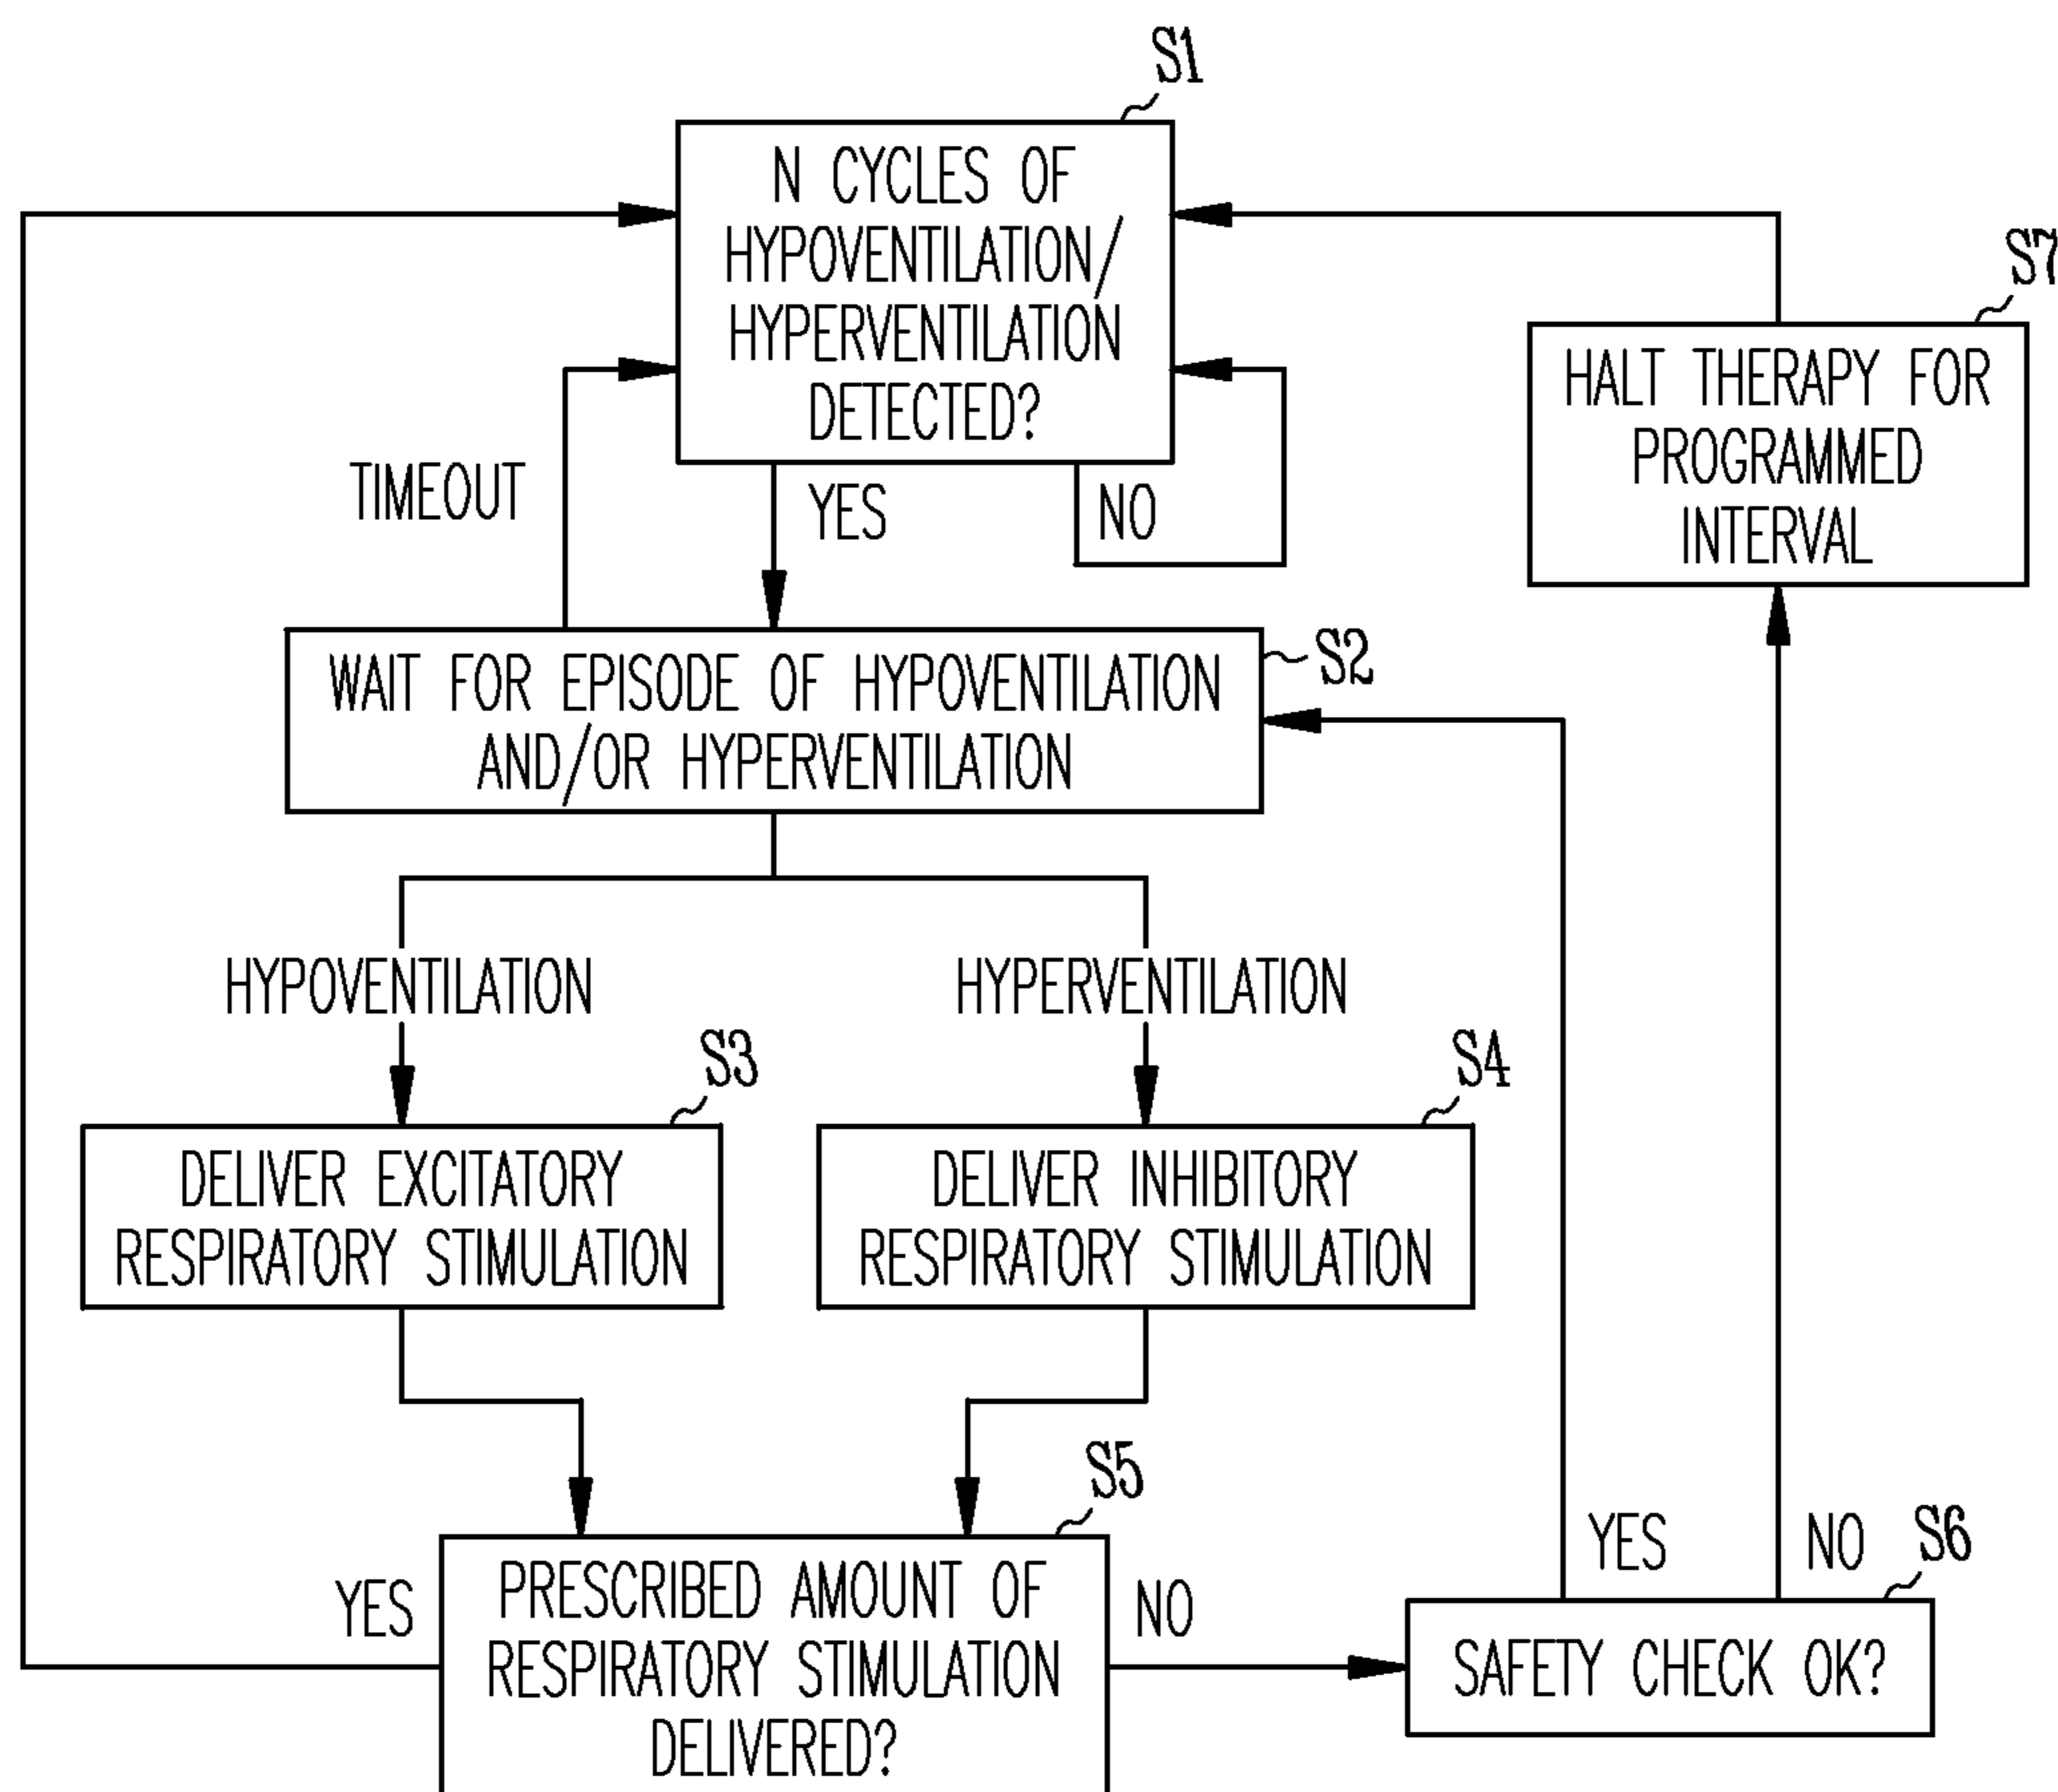 S1
N CYCLES OF
HYPOVENTILATION/
HYPERVENTILATION
DETECTED?
S7
HALT THERAPY FOR
PROGRAMMED
INTERVAL
TIMEOUT
YES
NO
S2
WAIT FOR EPISODE OF HYPOVENTILATION
AND/OR HYPERVENTILATION
HYPOVENTILATION
HYPERVENTILATION
S3
DELIVER EXCITATORY
RESPIRATORY STIMULATION
S4
DELIVER INHIBITORY
RESPIRATORY STIMULATION
S5
YES
PRESCRIBED AMOUNT OF
RESPIRATORY STIMULATION
DELIVERED?
NO
YES
NO
S6
SAFETY CHECK OK?